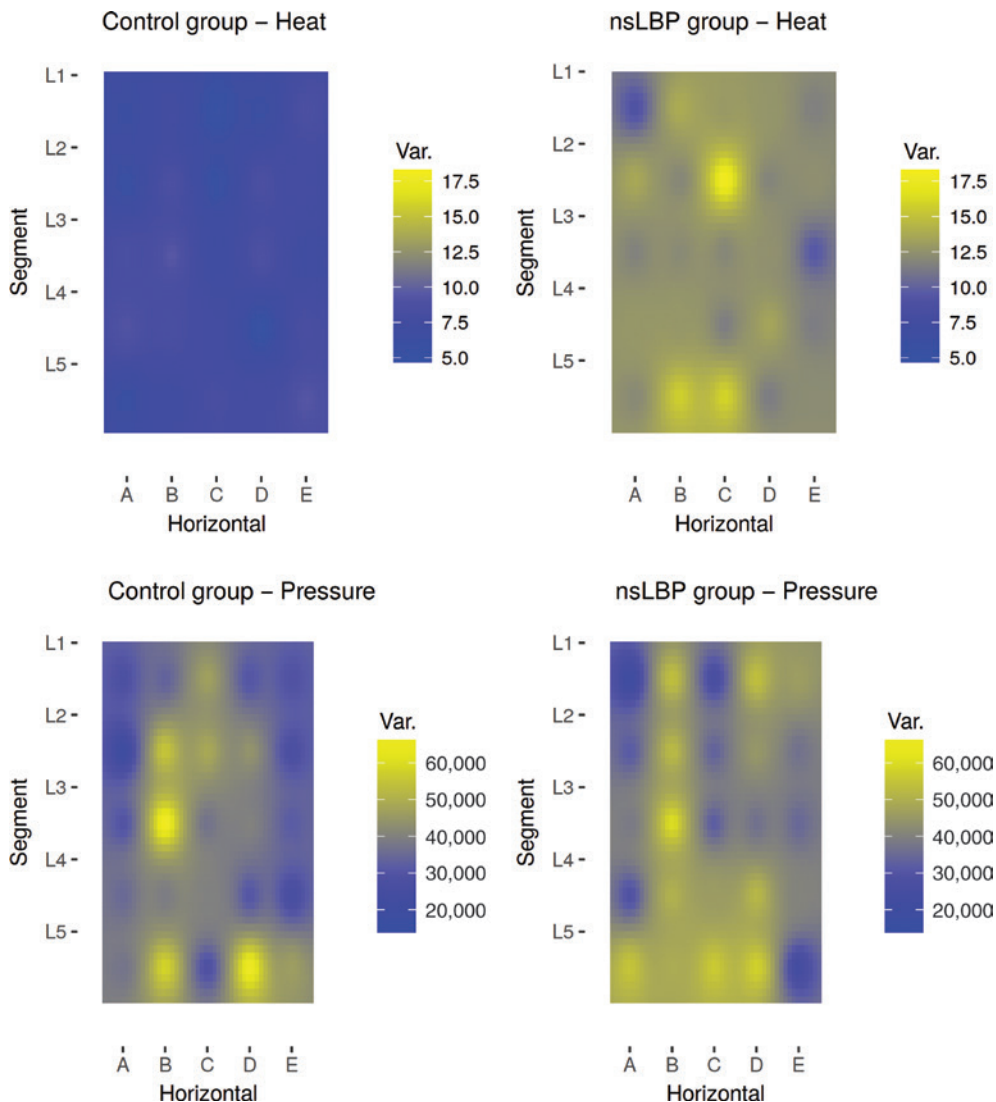 Control group – Heat
nsLBP group – Heat
L1
L2
L3
L4
L5
Segment
Var.
17.5
15.0
12.5
10.0
7.5
5.0
A B C D E
Horizontal
L1
L2
L3
L4
L5
Segment
Var.
17.5
15.0
12.5
10.0
7.5
5.0
A B C D E
Horizontal
Control group – Pressure
nsLBP group – Pressure
L1
L2
L3
L4
L5
Segment
Var.
60,000
50,000
40,000
30,000
20,000
A B C D E
Horizontal
L1
L2
L3
L4
L5
Segment
Var.
60,000
50,000
40,000
30,000
20,000
A B C D E
Horizontal